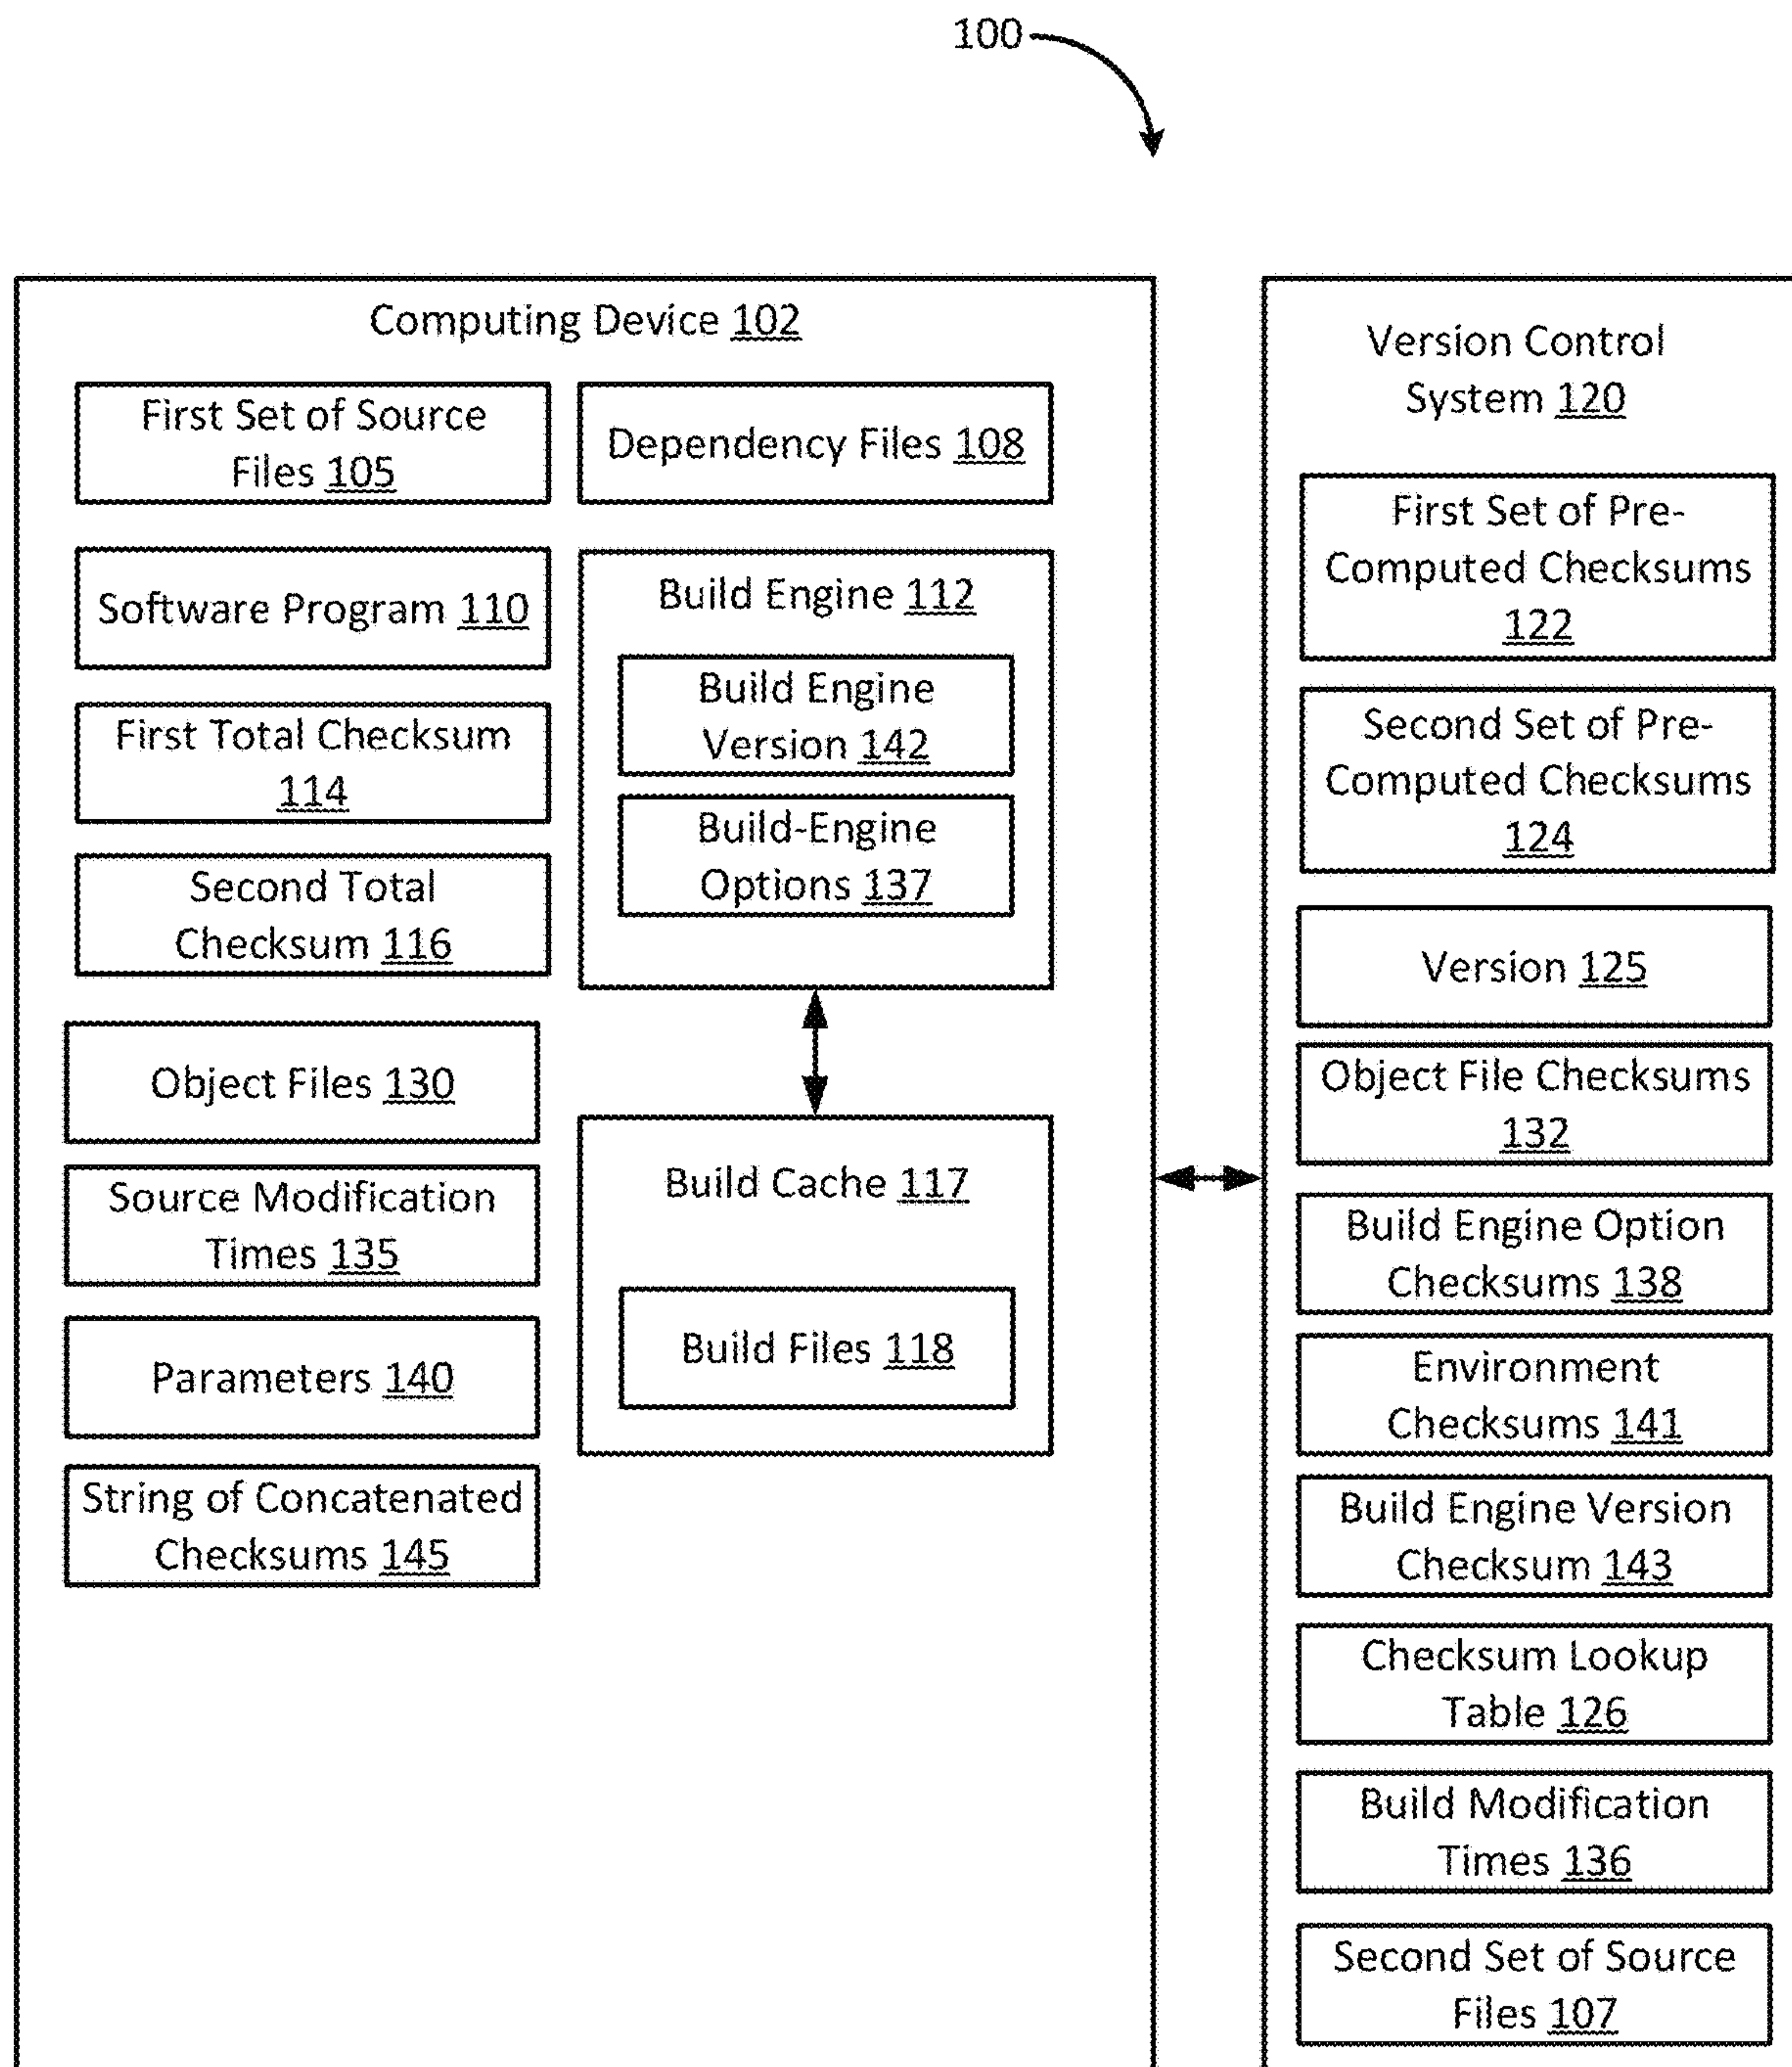 100
Computing Device 102
First Set of Source
Files 105
Dependency Files 108
Software Program 110
Build Engine 112
Build Engine
Version 142
Build-Engine
Options 137
First Total Checksum
114
Second Total
Checksum 116
Object Files 130
Source Modification
Times 135
Build Cache 117
Build Files 118
Parameters 140
String of Concatenated
Checksums 145
Version Control
System 120
First Set of Pre-
Computed Checksums
122
Second Set of Pre-
Computed Checksums
124
Version 125
Object File Checksums
132
Build Engine Option
Checksums 138
Environment
Checksums 141
Build Engine Version
Checksum 143
Checksum Lookup
Table 126
Build Modification
Times 136
Second Set of Source
Files 107